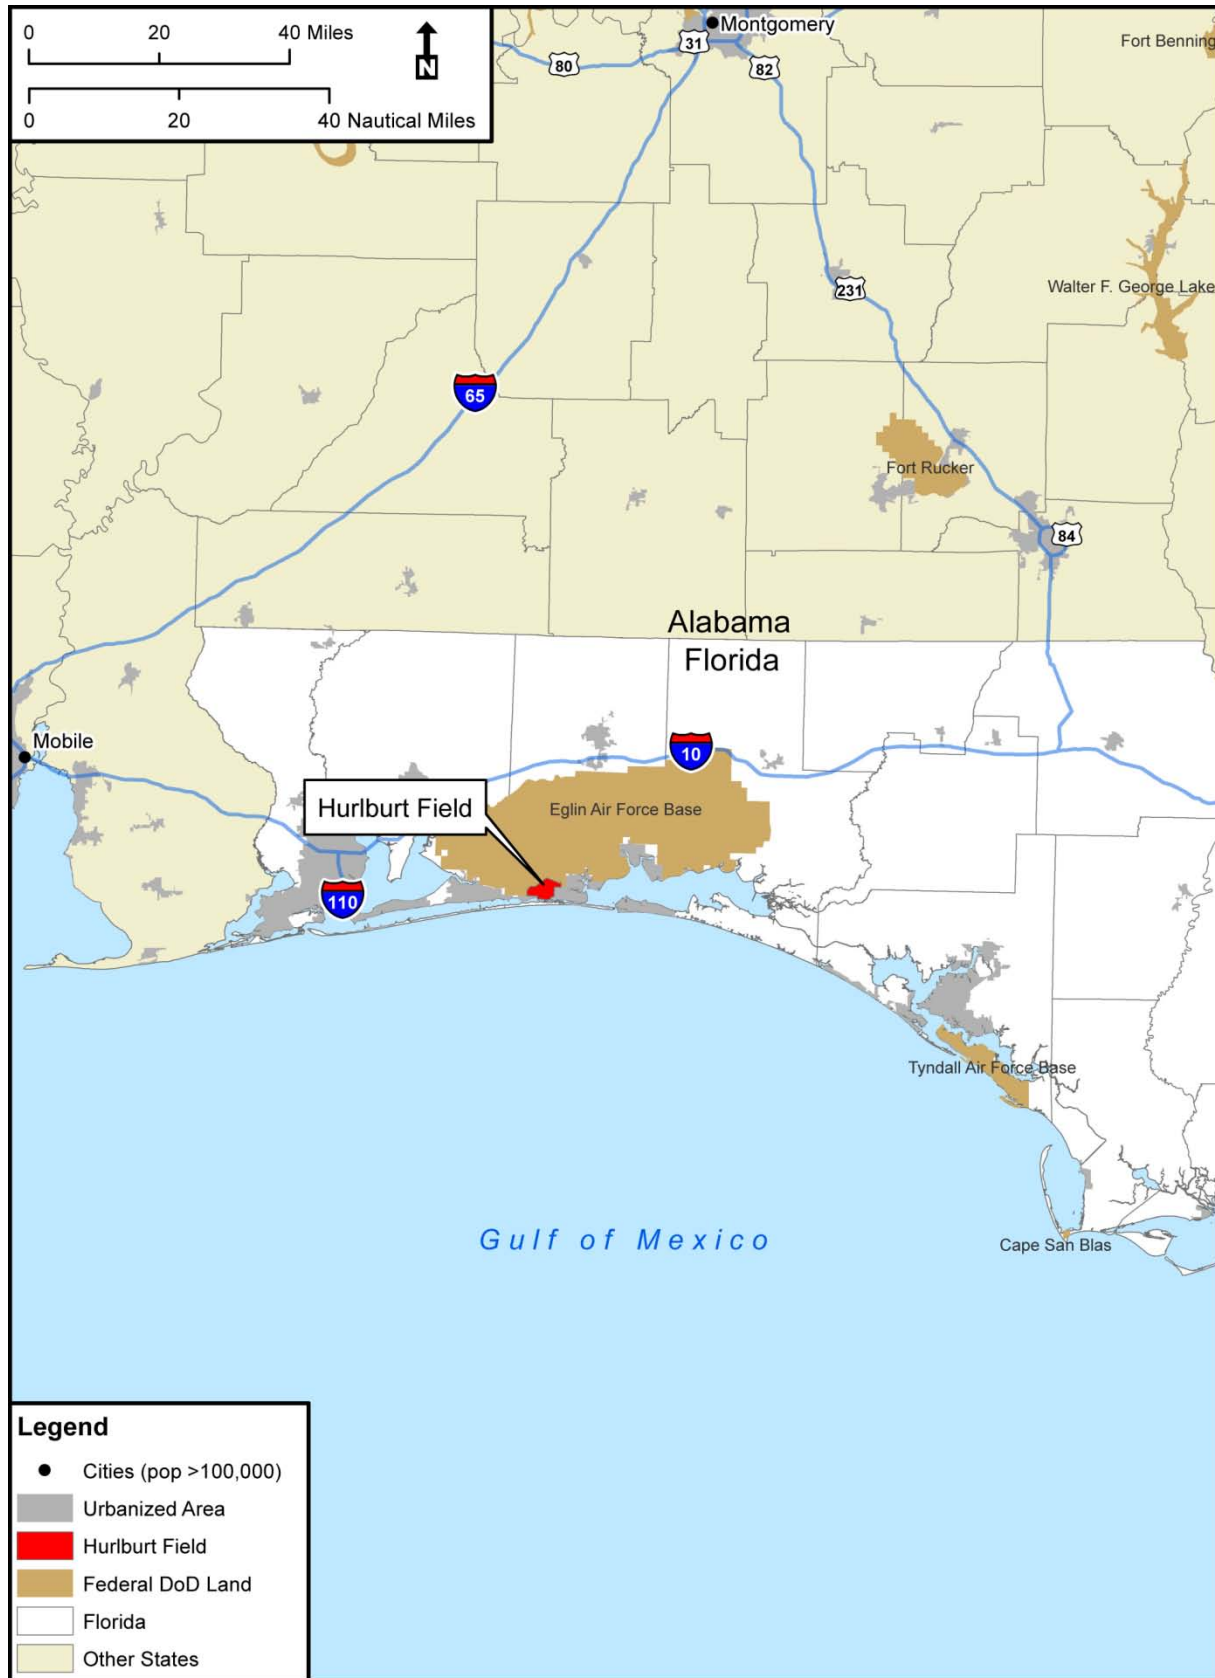 0 20 40 Miles
N
0 20 40 Nautical Miles
Montgomery
Fort Benning
31
80
82
231
Walter F. George Lake
65
Fort Rucker
84
Alabama
Florida
Mobile
10
Hurlburt Field
Eglin Air Force Base
110
Tyndall Air Force Base
Gulf of Mexico
Cape San Blas
Legend
Cities (pop >100,000)
Urbanized Area
Hurlburt Field
Federal DoD Land
Florida
Other States